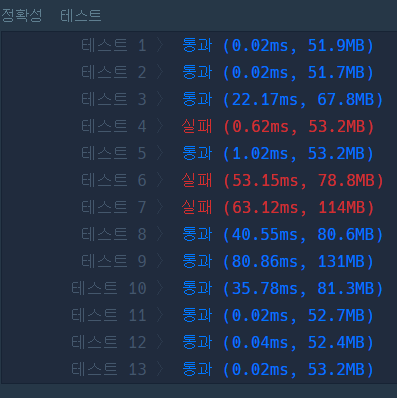 정확성 테스트
테스트 1 〉 통과 (0.02ms, 51.9MB)
테스트 2 〉 통과 (0.02ms, 51.7MB)
테스트 3 〉 통과 (22.17ms, 67.8MB)
테스트 4 〉 실패 (0.62ms, 53.2MB)
테스트 5 〉 통과 (1.02ms, 53.2MB)
테스트 6 〉 실패 (53.15ms, 78.8MB)
테스트 7 〉 실패 (63.12ms, 114MB)
테스트 8 〉 통과 (40.55ms, 80.6MB)
테스트 9 〉 통과 (80.86ms, 131MB)
테스트 10 〉 통과 (35.78ms, 81.3MB)
테스트 11 〉 통과 (0.02ms, 52.7MB)
테스트 12 〉 통과 (0.04ms, 52.4MB)
테스트 13 〉 통과 (0.02ms, 53.2MB)